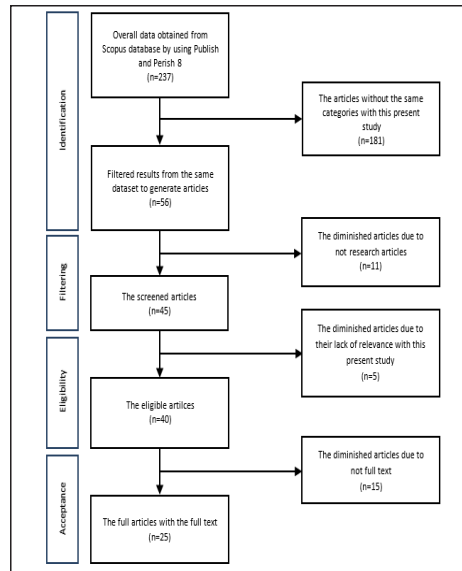 Overall data obtained from
Scopus database by using Publish
and Perish 8
(n=237)
The articles without the same
categories with this present
study
(n=181)
Identification
Filtered results from the same
dataset to generate articles
(n=56)
The diminished articles due to
not research articles
(n=11)
Filtering
The screened articles
(n=45)
The diminished articles due to
their lack of relevance with this
present study
(n=5)
Eligibility
The eligible artilces
(n=40)
The diminished articles due to
not full text
(n=15)
Acceptance
The full articles with the full text
(n=25)